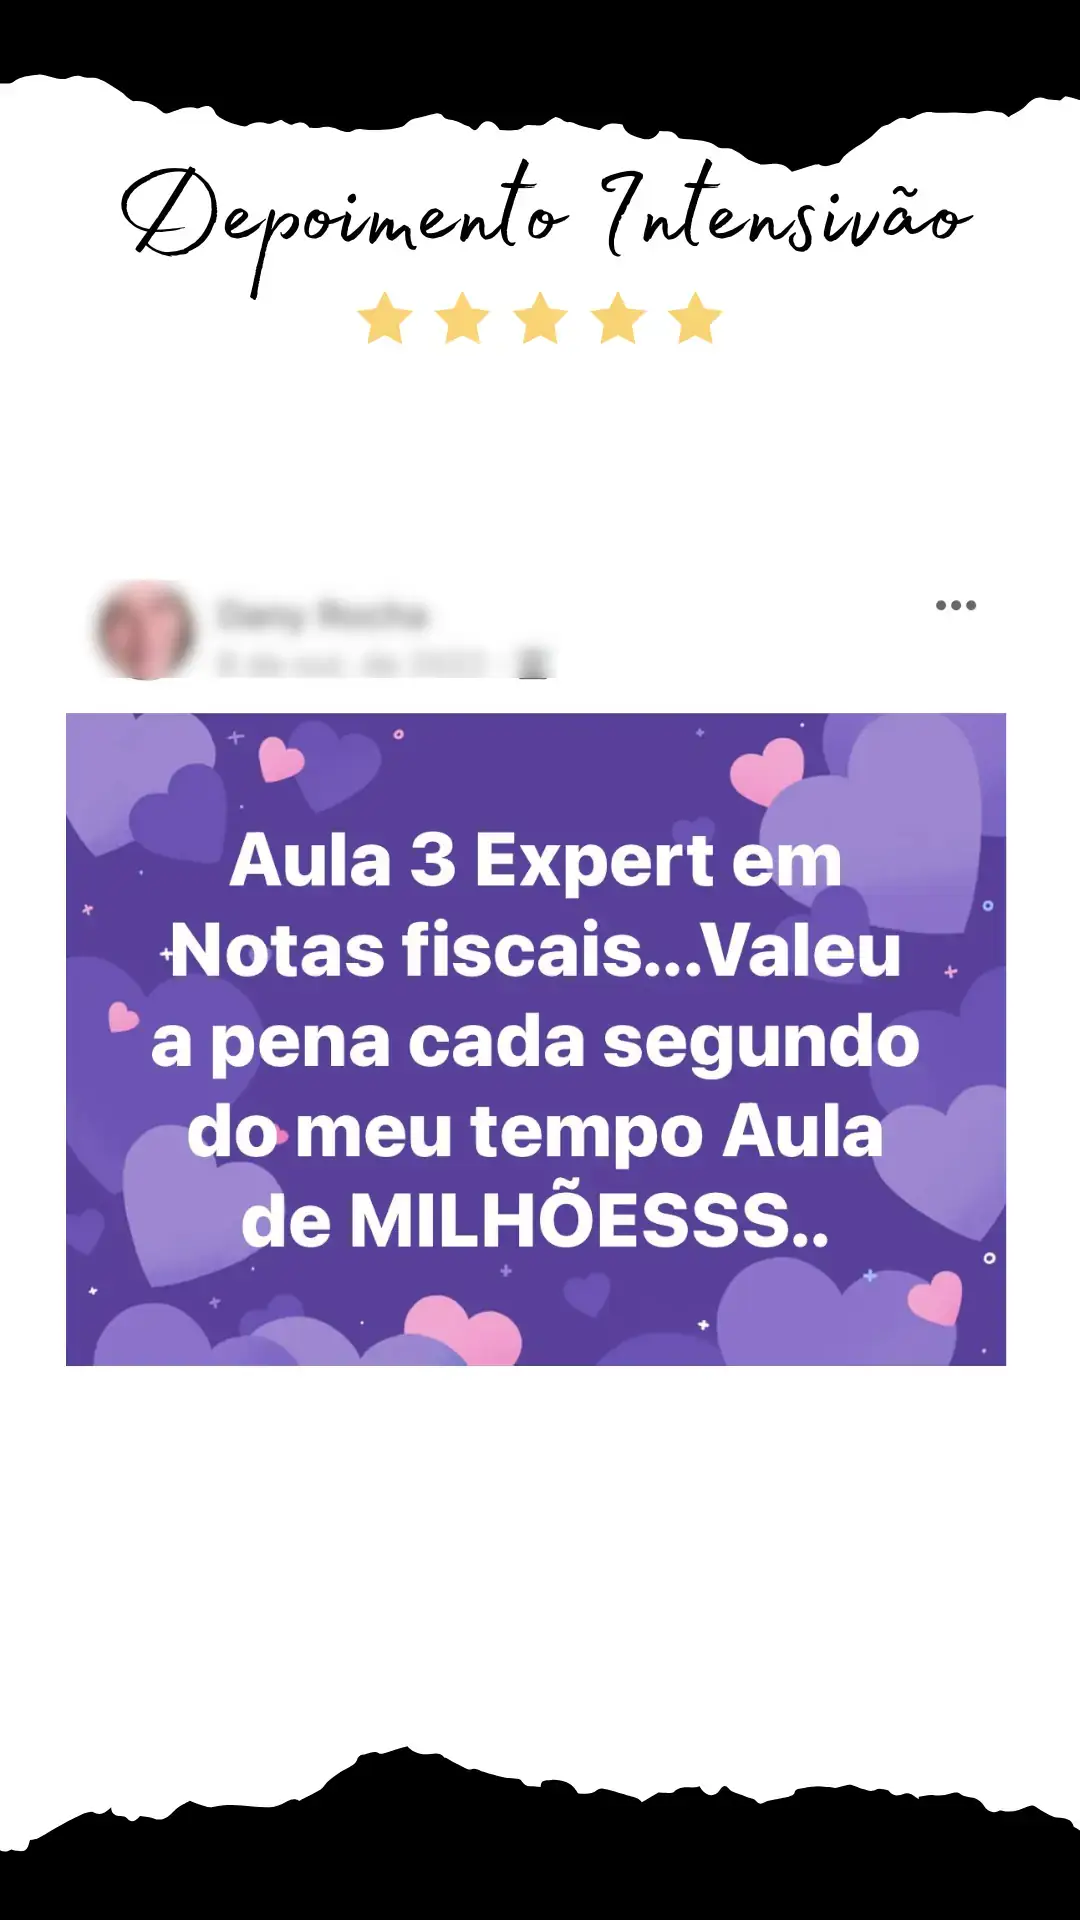 Depoimento Intensivão
Aula 3 Expert em
Notas fiscais...Valeu
a pena cada segundo
do meu tempo Aula
de MILHÕESSS..